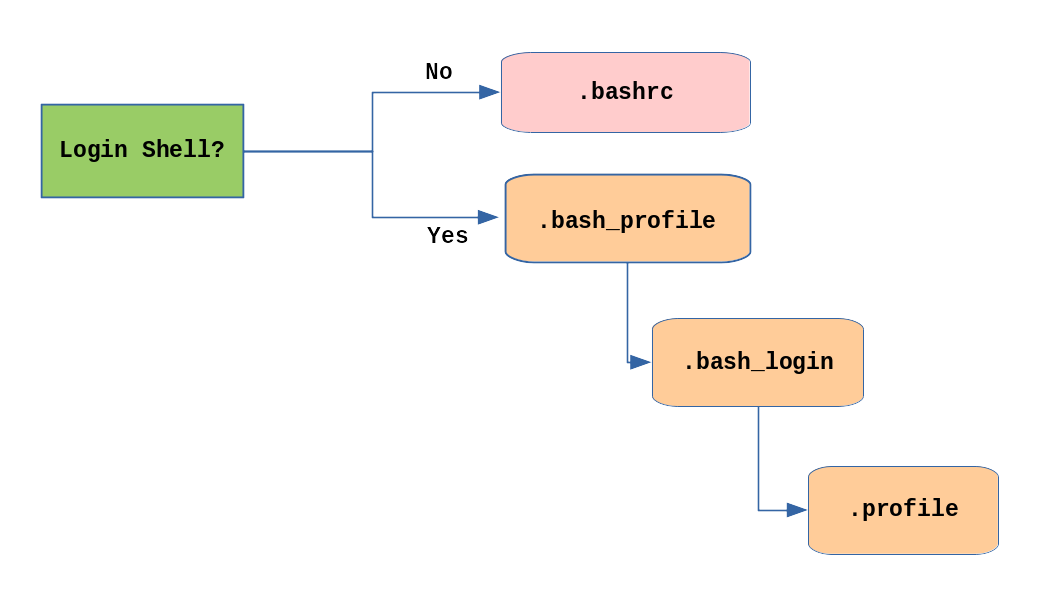 No
.bashrc
Login Shell?
.bash_profile
Yes
.bash_login
.profile